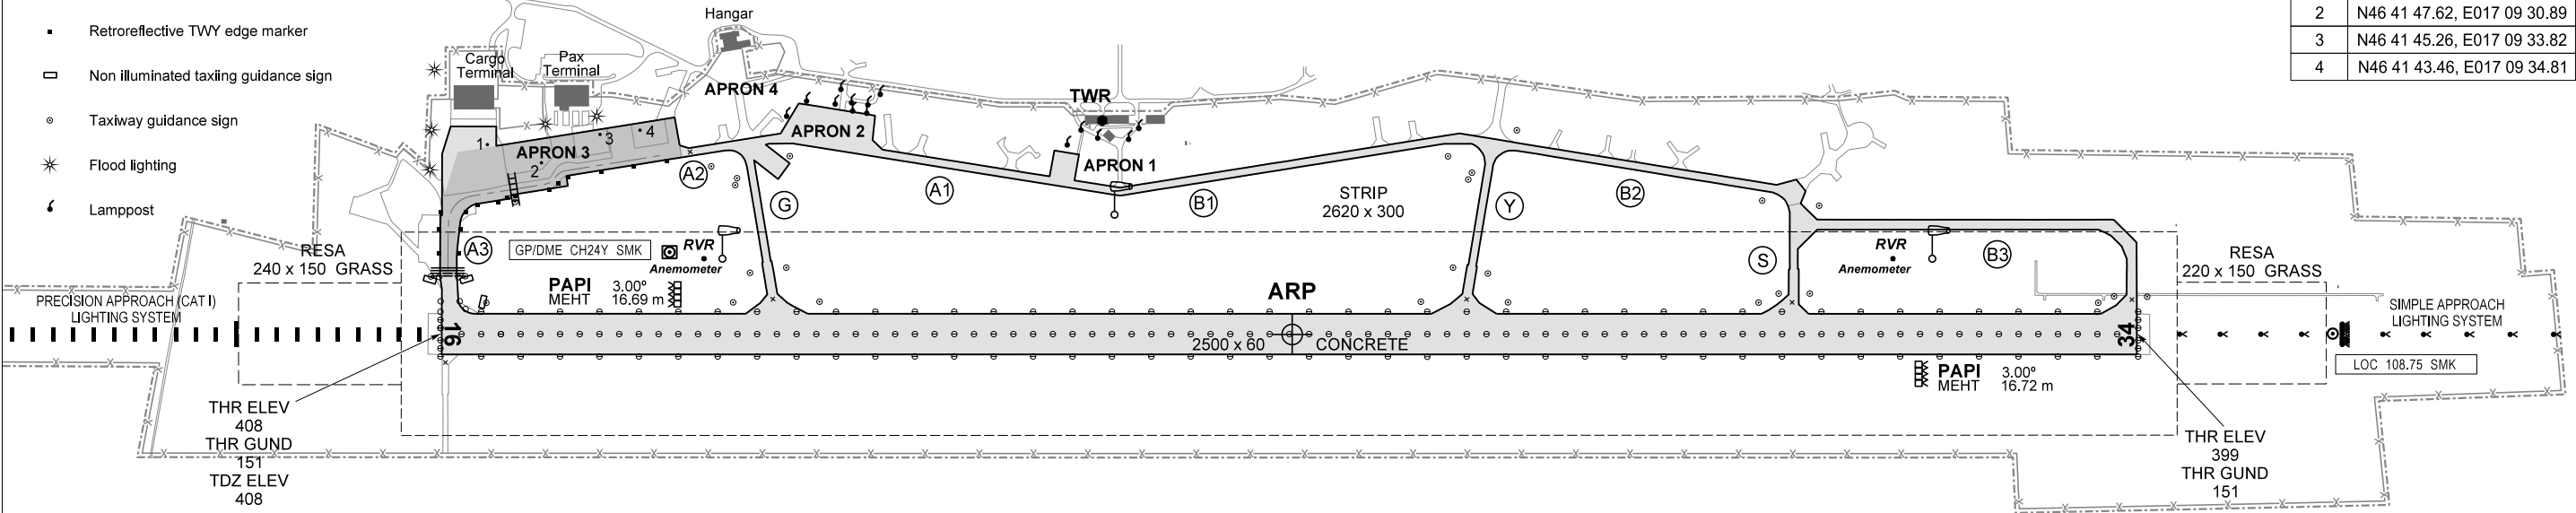 Retroreflective TWY edge marker
Non illuminated taxiing guidance sign
Taxiway guidance sign
Flood lighting
Lamppost
2 N46 41 47.62, E017 09 30.89
3 N46 41 45.26, E017 09 33.82
4 N46 41 43.46, E017 09 34.81
Hangar
Cargo
Terminal
Pax
Terminal
APRON 4
TWR
APRON 2
APRON 3
APRON 1
1
2
3
4
A2
A1
B1
B2
G
Y
A3
S
B3
STRIP
2620 x 300
RESA
240 x 150 GRASS
GP/DME CH24Y SMK
RVR
Anemometer
RVR
Anemometer
RESA
220 x 150 GRASS
PRECISION APPROACH (CAT I)
LIGHTING SYSTEM
PAPI 3.00º
MEHT 16.69 m
ARP
SIMPLE APPROACH
LIGHTING SYSTEM
16
2500 x 60 CONCRETE
34
LOC 108.75 SMK
PAPI 3.00º
MEHT 16.72 m
THR ELEV
408
THR GUND
151
TDZ ELEV
408
THR ELEV
399
THR GUND
151